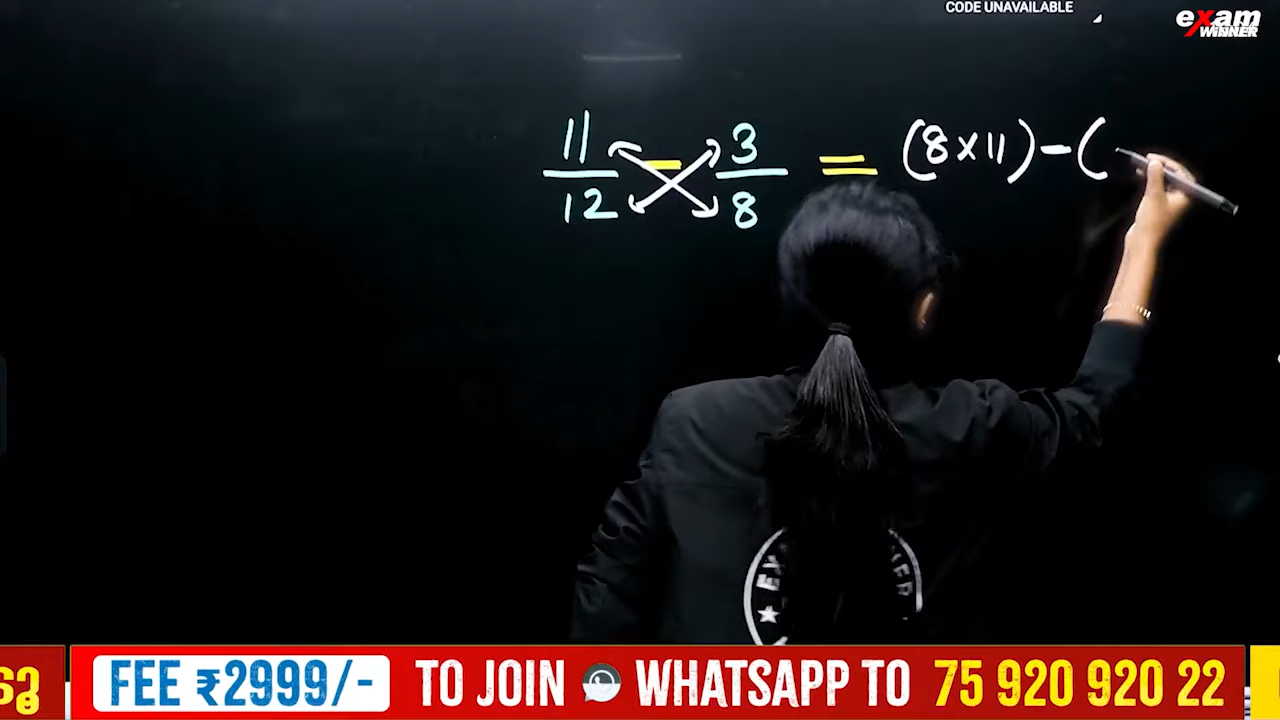 CODE UNAVAILABLE
exam
WINNER
11/12 - 3/8 = (8×11)-(
FEE ₹2999/- TO JOIN WHATSAPP TO 75 920 920 22